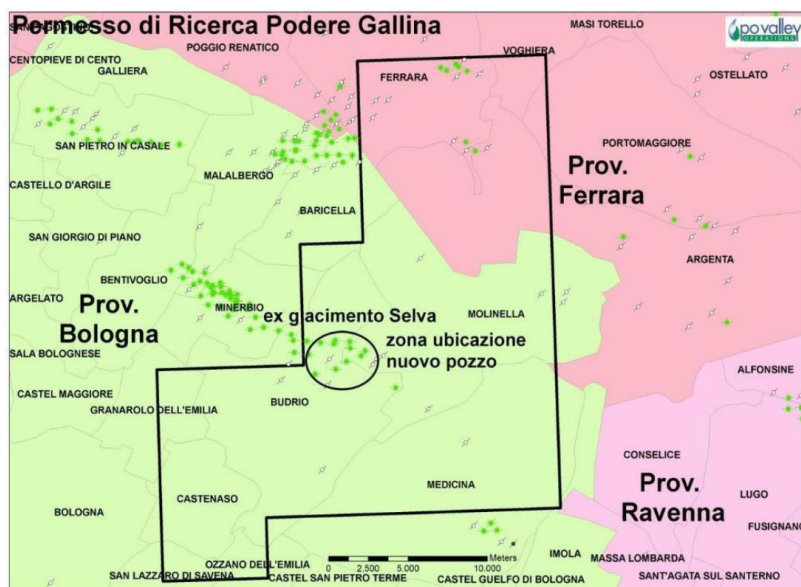 Permesso di Ricerca Podere Gallina
po valley
OPERATIONS
MASI TORELLO
POGGIO RENATICO
VOGHIERA
CENTOPIEVE DI CENTO
GALLIERA
FERRARA
OSTELLATO
SAN PIETRO IN CASALE
PORTOMAGGIORE
MALALBERGO
Prov.
Ferrara
CASTELLO D'ARGILE
BARICELLA
SAN GIORGIO DI PIANO
ARGENTA
BENTIVOGLIO
ARGELATO
Prov.
Bologna
MINERBIO
ex giacimento Selva
MOLINELLA
zona ubicazione
nuovo pozzo
SALA BOLOGNESE
CASTEL MAGGIORE
GRANAROLO DELL'EMILIA
BUDRIO
ALFONSINE
CONSELICE
Prov.
Ravenna
MEDICINA
CASTENASO
LUGO
BOLOGNA
FUSIGNANO
Meters
0 2.500 5.000 10.000
OZZANO DELL'EMILIA
IMOLA
MASSA LOMBARDA
SAN LAZZARO DI SAVENA
CASTEL SAN PIETRO TERME
CASTEL GUELFO DI BOLOGNA
SANT'AGATA SUL SANTERNO